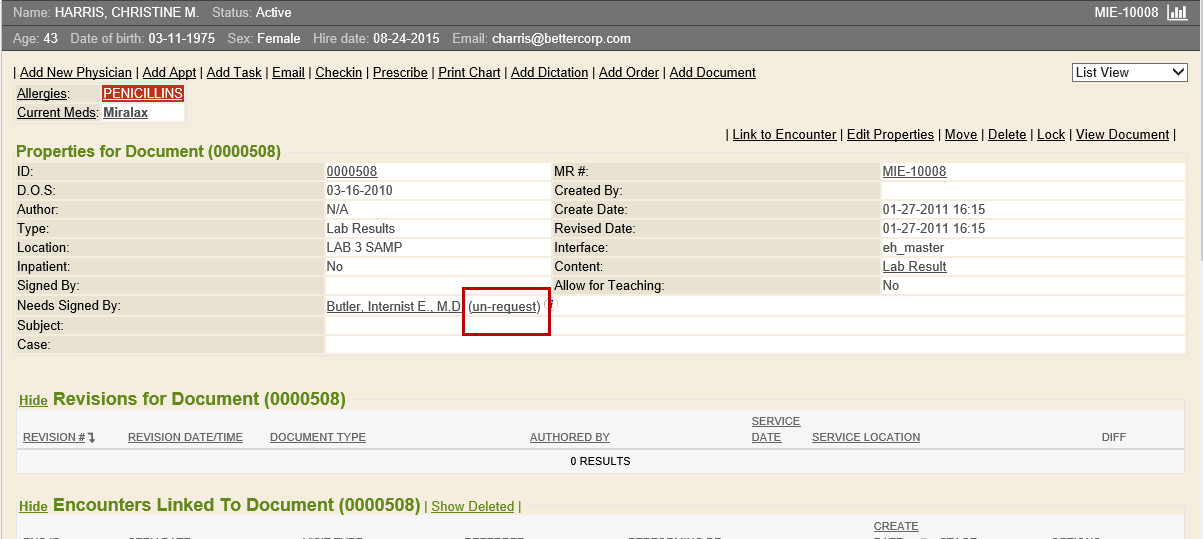 Name: HARRIS, CHRISTINE M. Status: Active MIE-10008
Age: 43 Date of birth: 03-11-1975 Sex: Female Hire date: 08-24-2015 Email: charris@bettercorp.com
| Add New Physician | Add Appt | Add Task | Email | Checkin | Prescribe | Print Chart | Add Dictation | Add Order | Add Document List View
Allergies: PENICILLINS
Current Meds: Miralax
| Link to Encounter | Edit Properties | Move | Delete | Lock | View Document |
Properties for Document (0000508)
ID: 0000508 MR #: MIE-10008
D.O.S: 03-16-2010 Created By:
Author: N/A Create Date: 01-27-2011 16:15
Type: Lab Results Revised Date: 01-27-2011 16:15
Location: LAB 3 SAMP Interface: eh_master
Inpatient: No Content: Lab Result
Signed By: Allow for Teaching: No
Needs Signed By: Butler, Internist E., M.D. (un-request)
Subject:
Case:
Hide Revisions for Document (0000508)
REVISION # REVISION DATE/TIME DOCUMENT TYPE AUTHORED BY SERVICE DATE SERVICE LOCATION DIFF
0 RESULTS
Hide Encounters Linked To Document (0000508) | Show Deleted |
CREATE